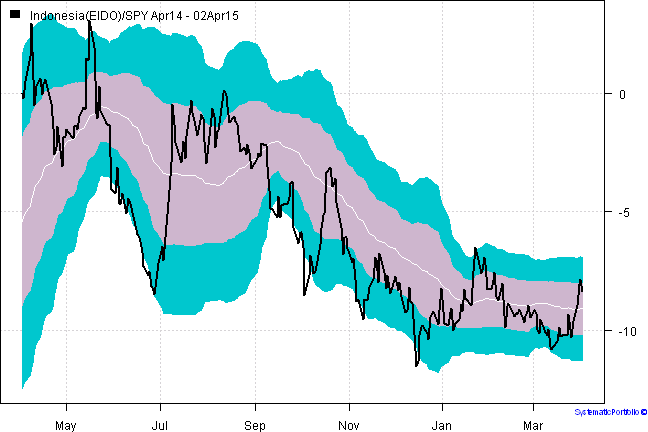 Indonesia(EIDO)/SPY Apr14 - 02Apr15
0
-5
-10
May Jul Sep Nov Jan Mar
SystematicPortfolio ©